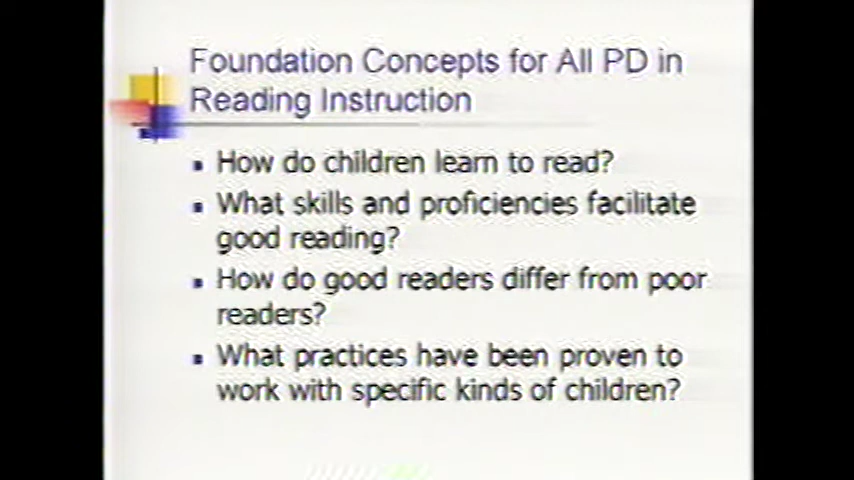 Foundation Concepts for All PD in
Reading Instruction
How do children learn to read?
What skills and proficiencies facilitate
good reading?
How do good readers differ from poor
readers?
What practices have been proven to
work with specific kinds of children?